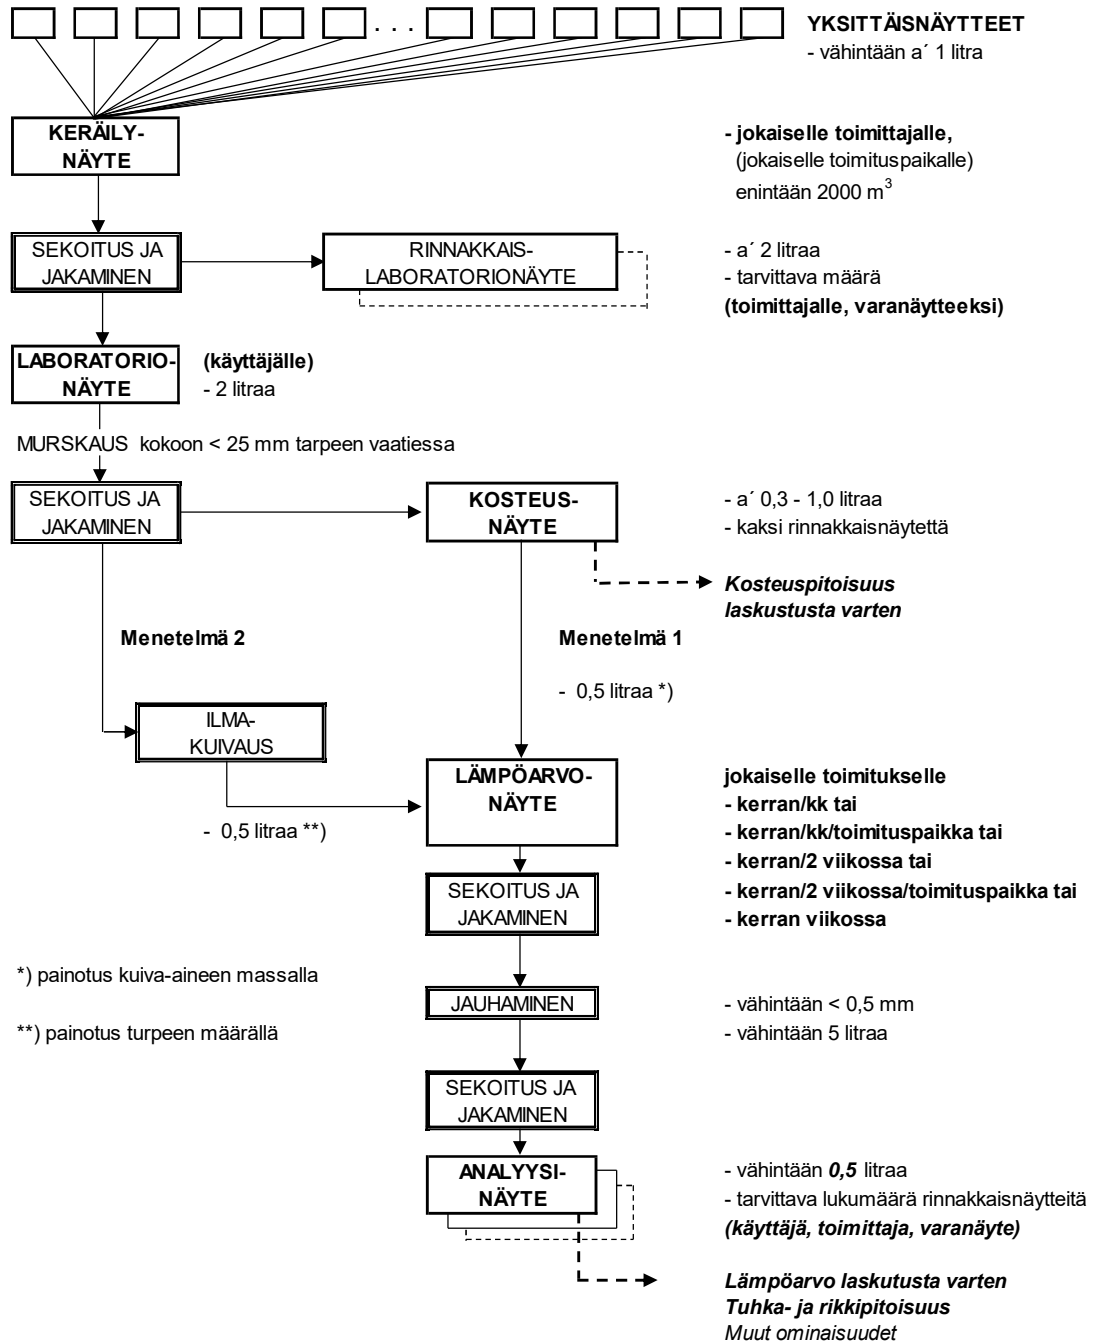 . . .
YKSITTÄISNÄYTTEET
- vähintään a´ 1 litra
KERÄILY-
NÄYTE
- jokaiselle toimittajalle,
(jokaiselle toimituspaikalle)
enintään 2000 m³
SEKOITUS JA
JAKAMINEN
RINNAKKAIS-
LABORATORIONÄYTE
- a´ 2 litraa
- tarvittava määrä
(toimittajalle, varanäytteeksi)
LABORATORIO-
NÄYTE
(käyttäjälle)
- 2 litraa
MURSKAUS kokoon < 25 mm tarpeen vaatiessa
SEKOITUS JA
JAKAMINEN
KOSTEUS-
NÄYTE
- a´ 0,3 - 1,0 litraa
- kaksi rinnakkaisnäytettä
Kosteuspitoisuus
laskustusta varten
Menetelmä 2
Menetelmä 1
- 0,5 litraa *)
ILMA-
KUIVAUS
- 0,5 litraa **)
LÄMPÖARVO-
NÄYTE
jokaiselle toimitukselle
- kerran/kk tai
- kerran/kk/toimituspaikka tai
- kerran/2 viikossa tai
- kerran/2 viikossa/toimituspaikka tai
- kerran viikossa
SEKOITUS JA
JAKAMINEN
*) painotus kuiva-aineen massalla
**) painotus turpeen määrällä
JAUHAMINEN
- vähintään < 0,5 mm
- vähintään 5 litraa
SEKOITUS JA
JAKAMINEN
ANALYYSI-
NÄYTE
- vähintään 0,5 litraa
- tarvittava lukumäärä rinnakkaisnäytteitä
(käyttäjä, toimittaja, varanäyte)
Lämpöarvo laskutusta varten
Tuhka- ja rikkipitoisuus
Muut ominaisuudet